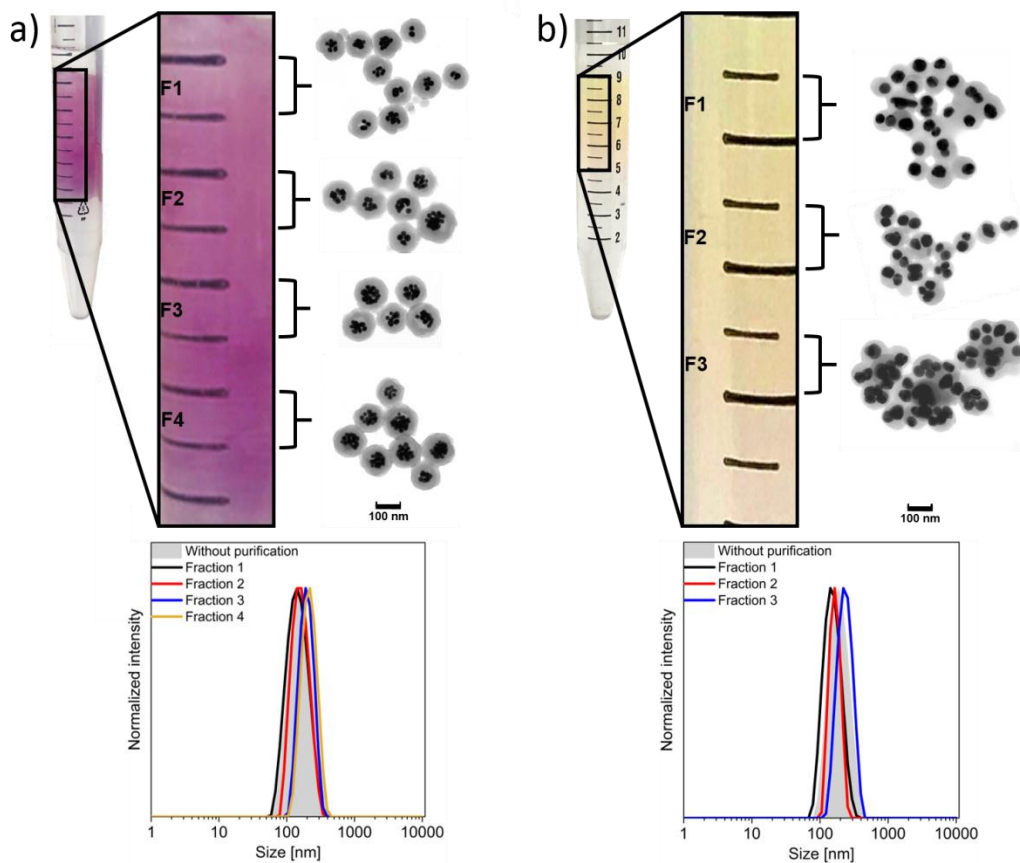 a)
F1
F2
F3
F4
100 nm
Without purification
Fraction 1
Fraction 2
Fraction 3
Fraction 4
Normalized intensity
1 10 100 1000 10000
Size [nm]
b)
11
10
9
8
7
6
5
4
3
2
F1
F2
F3
100 nm
Without purification
Fraction 1
Fraction 2
Fraction 3
Normalized intensity
1 10 100 1000 10000
Size [nm]